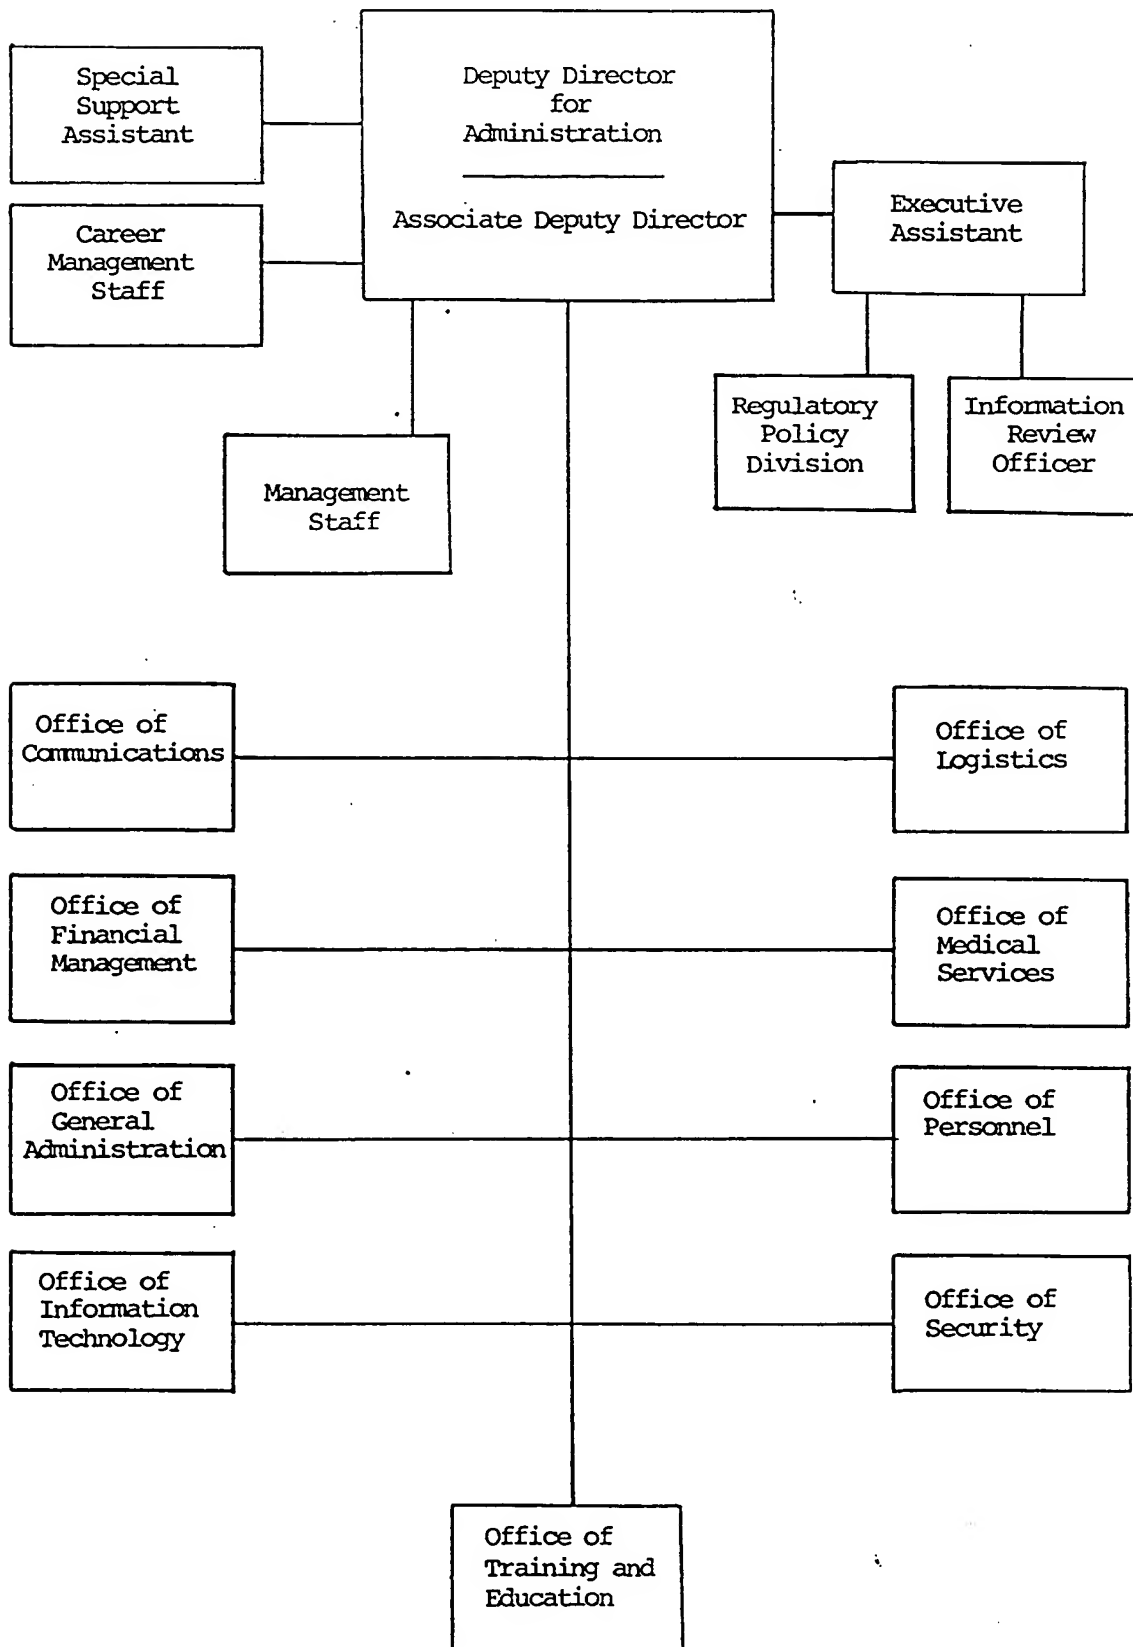 Special
Support
Assistant
Deputy Director
for
Administration
Associate Deputy Director
Career
Management
Staff
Executive
Assistant
Regulatory
Policy
Division
Information
Review
Officer
Management
Staff
Office of
Communications
Office of
Logistics
Office of
Financial
Management
Office of
Medical
Services
Office of
General
Administration
Office of
Personnel
Office of
Information
Technology
Office of
Security
Office of
Training and
Education